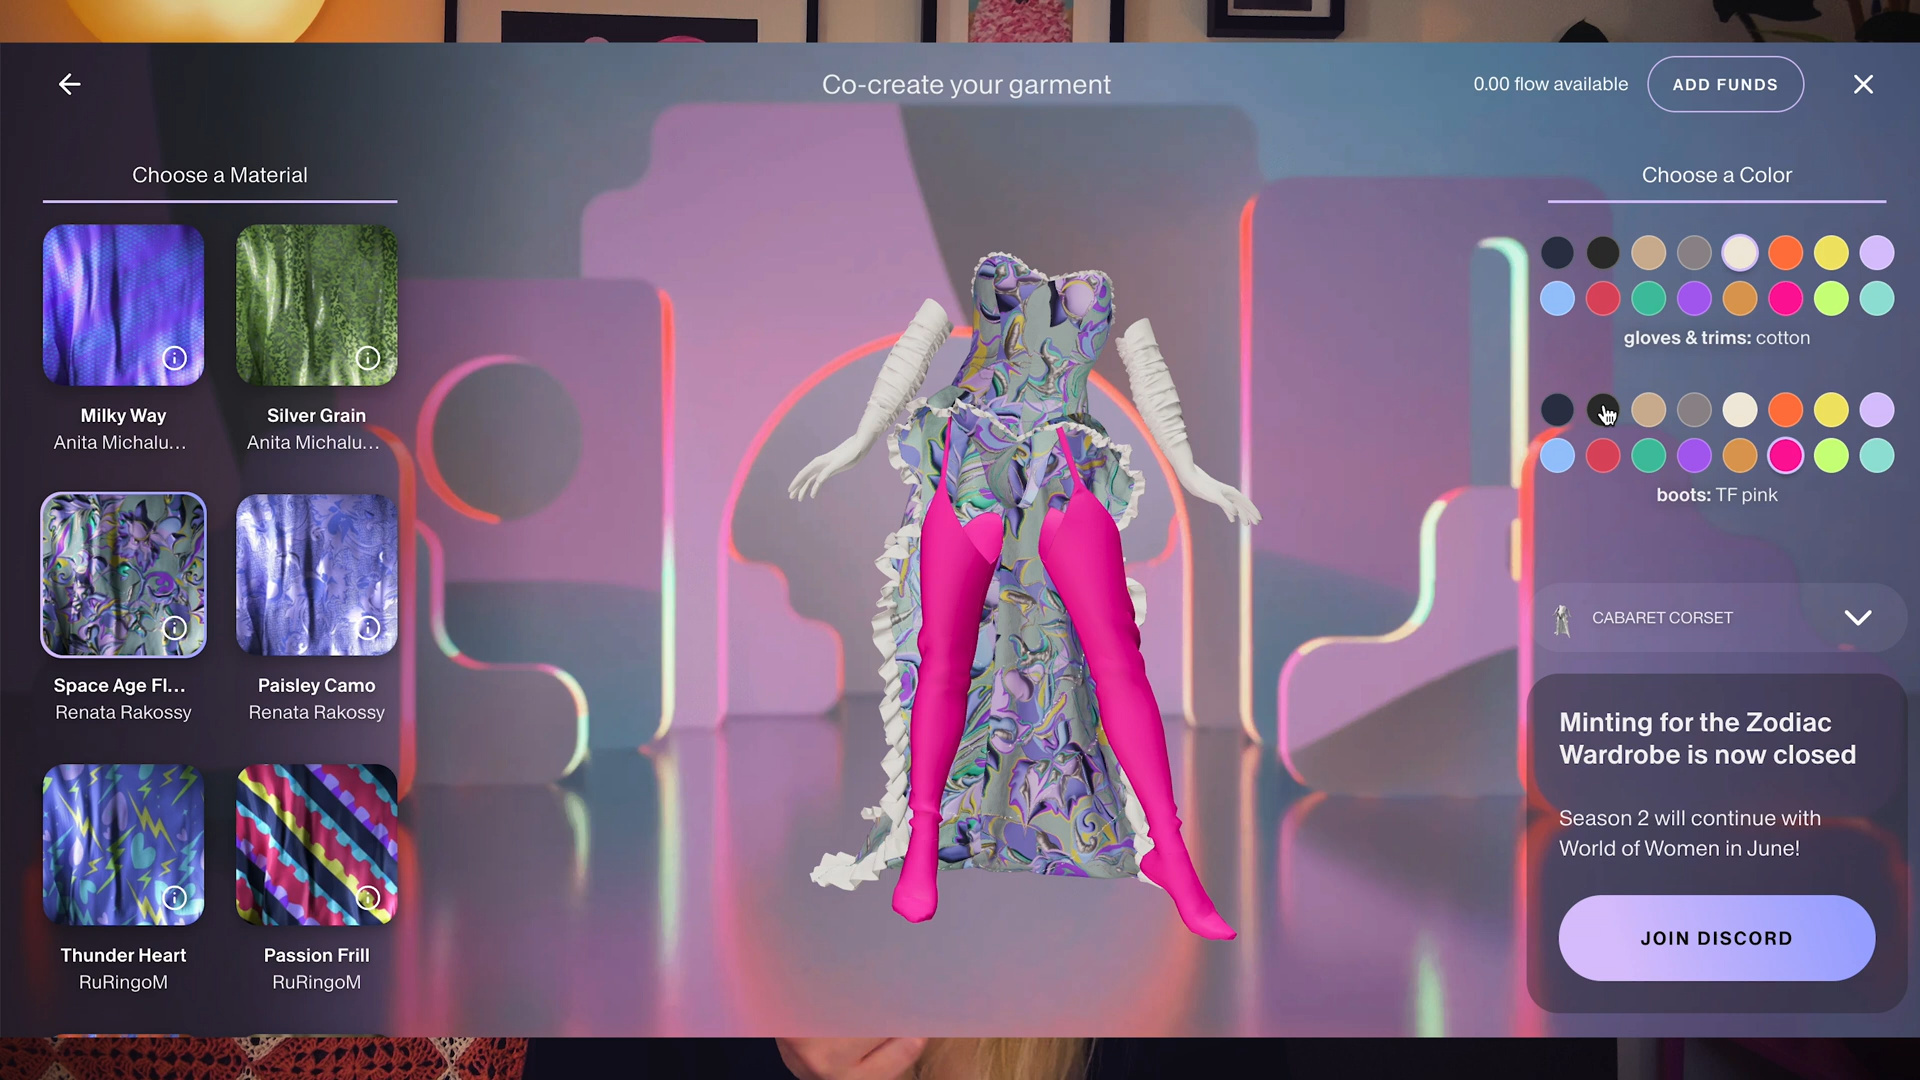 Co-create your garment
0.00 flow available
ADD FUNDS
Choose a Material
Milky Way
Anita Michalu...
Silver Grain
Anita Michalu...
Space Age Fl...
Renata Rakossy
Paisley Camo
Renata Rakossy
Thunder Heart
RuRingoM
Passion Frill
RuRingoM
Choose a Color
gloves & trims: cotton
boots: TF pink
CABARET CORSET
Minting for the Zodiac
Wardrobe is now closed
Season 2 will continue with
World of Women in June!
JOIN DISCORD